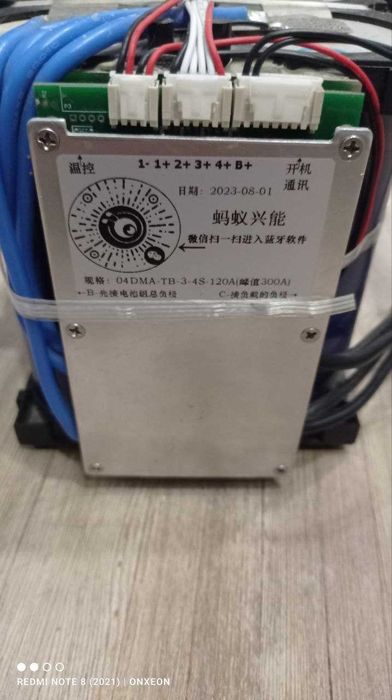 1- 1+ 2+ 3+ 4+ B+
温控
开机
通讯
日期: 2023-08-01
蚂蚁兴能
微信扫一扫进入蓝牙软件
规格: 04DMA-TB-3-4S-120A(峰值300A)
←B-先接电池组总负极 C-接负载的负极→
REDMI NOTE 8 (2021) | ONXEON